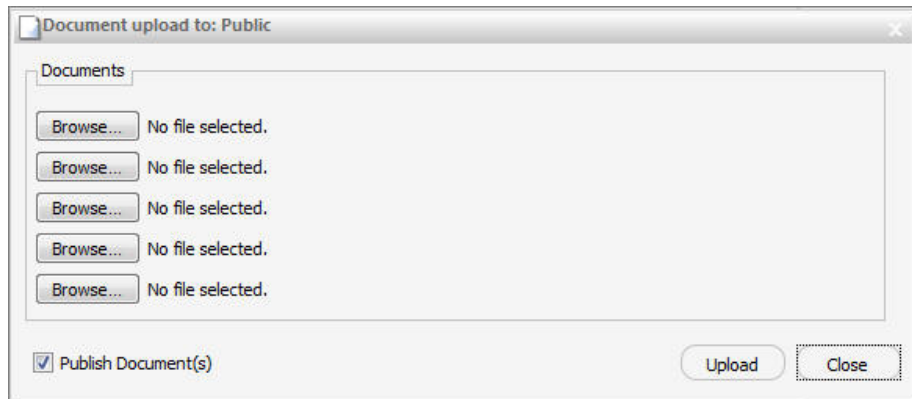 Document upload to: Public
Documents
Browse... No file selected.
Browse... No file selected.
Browse... No file selected.
Browse... No file selected.
Browse... No file selected.
Publish Document(s) Upload Close